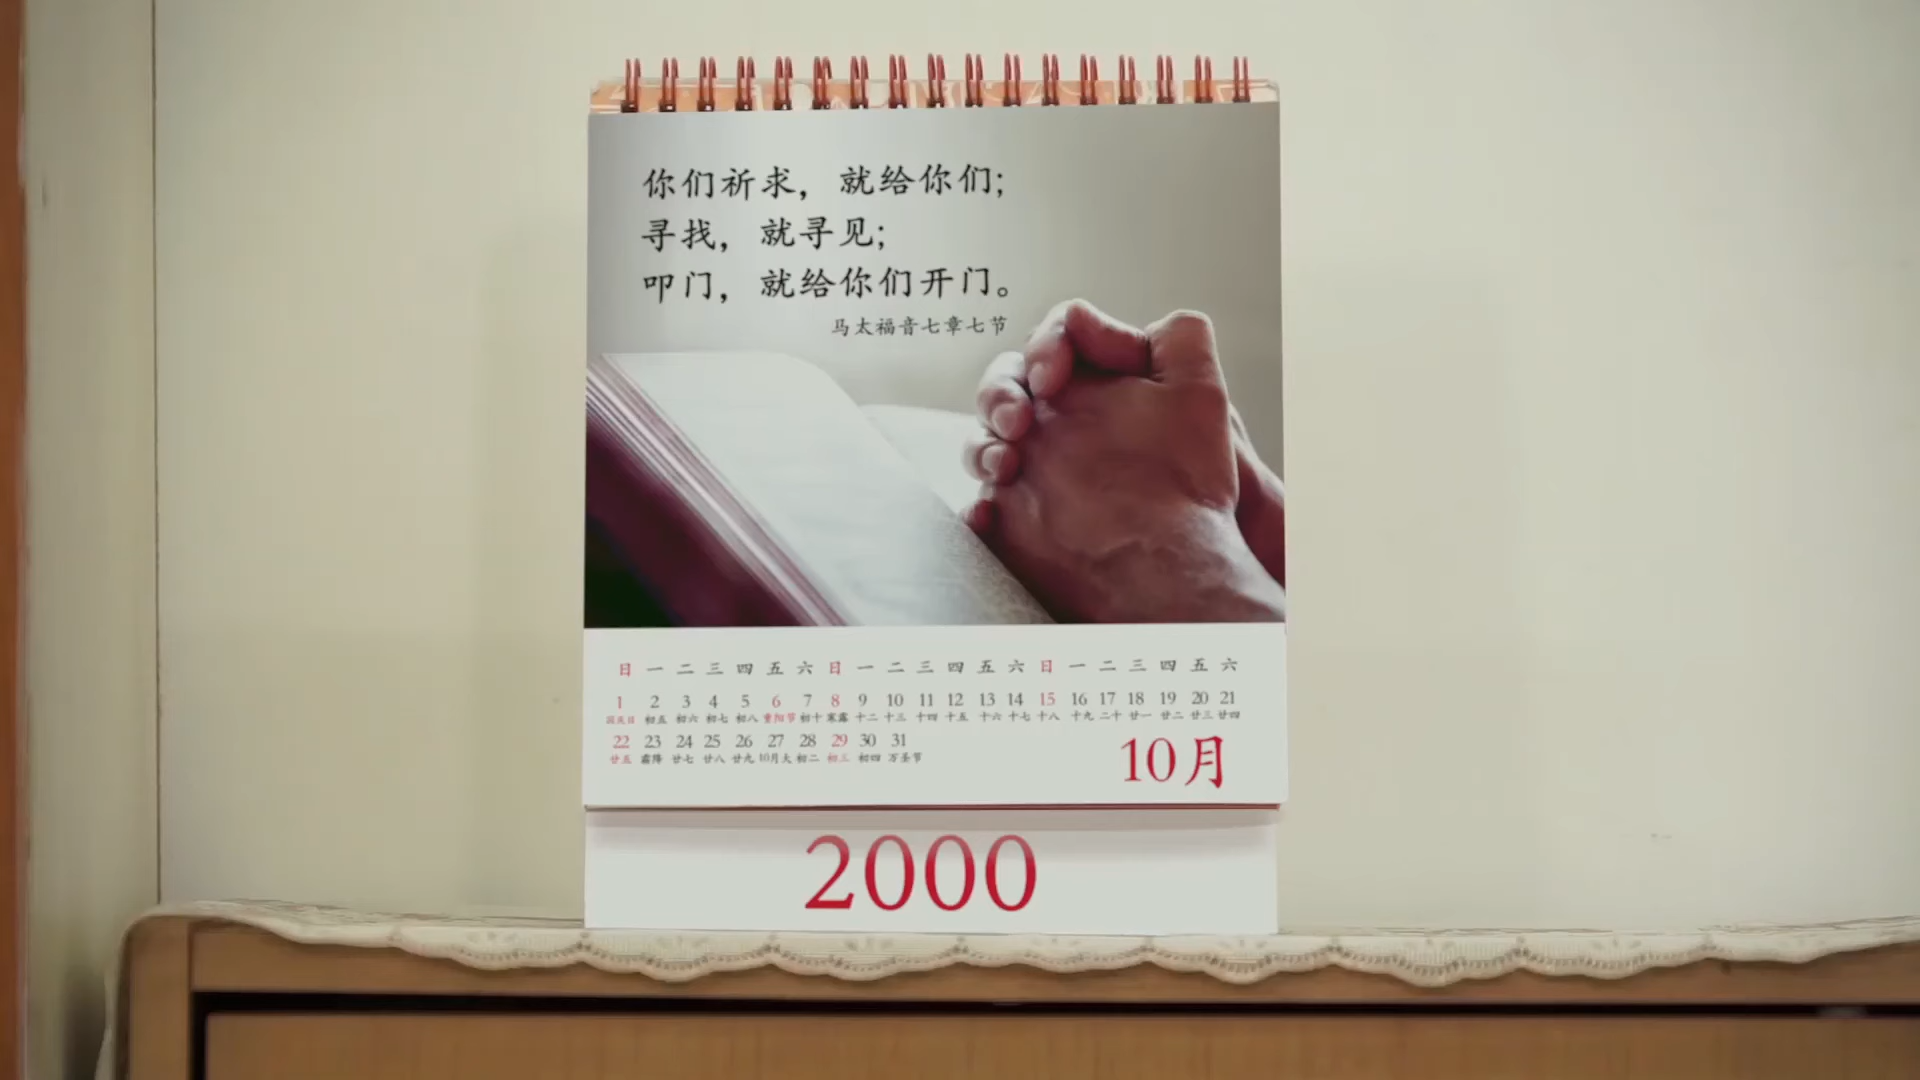 你们祈求，就给你们；
寻找，就寻见；
叩门，就给你们开门。
马太福音七章七节
日 一 二 三 四 五 六 日 一 二 三 四 五 六 日 一 二 三 四 五 六
1 2 3 4 5 6 7 8 9 10 11 12 13 14 15 16 17 18 19 20 21
国庆日 初五 初六 初七 初八 重阳节 初十 寒露 十二 十三 十四 十五 十六 十七 十八 十九 二十 廿一 廿二 廿三 廿四
22 23 24 25 26 27 28 29 30 31
廿五 霜降 廿七 廿八 廿九 10月大 初二 初三 初四 万圣节
10月
2000